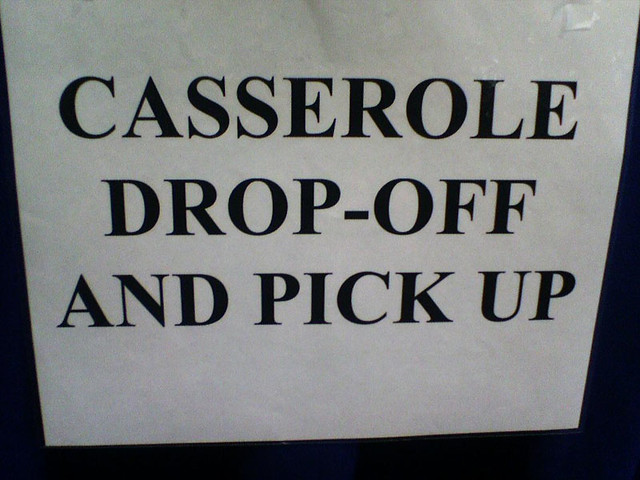 CASSEROLE
DROP-OFF
AND PICK UP